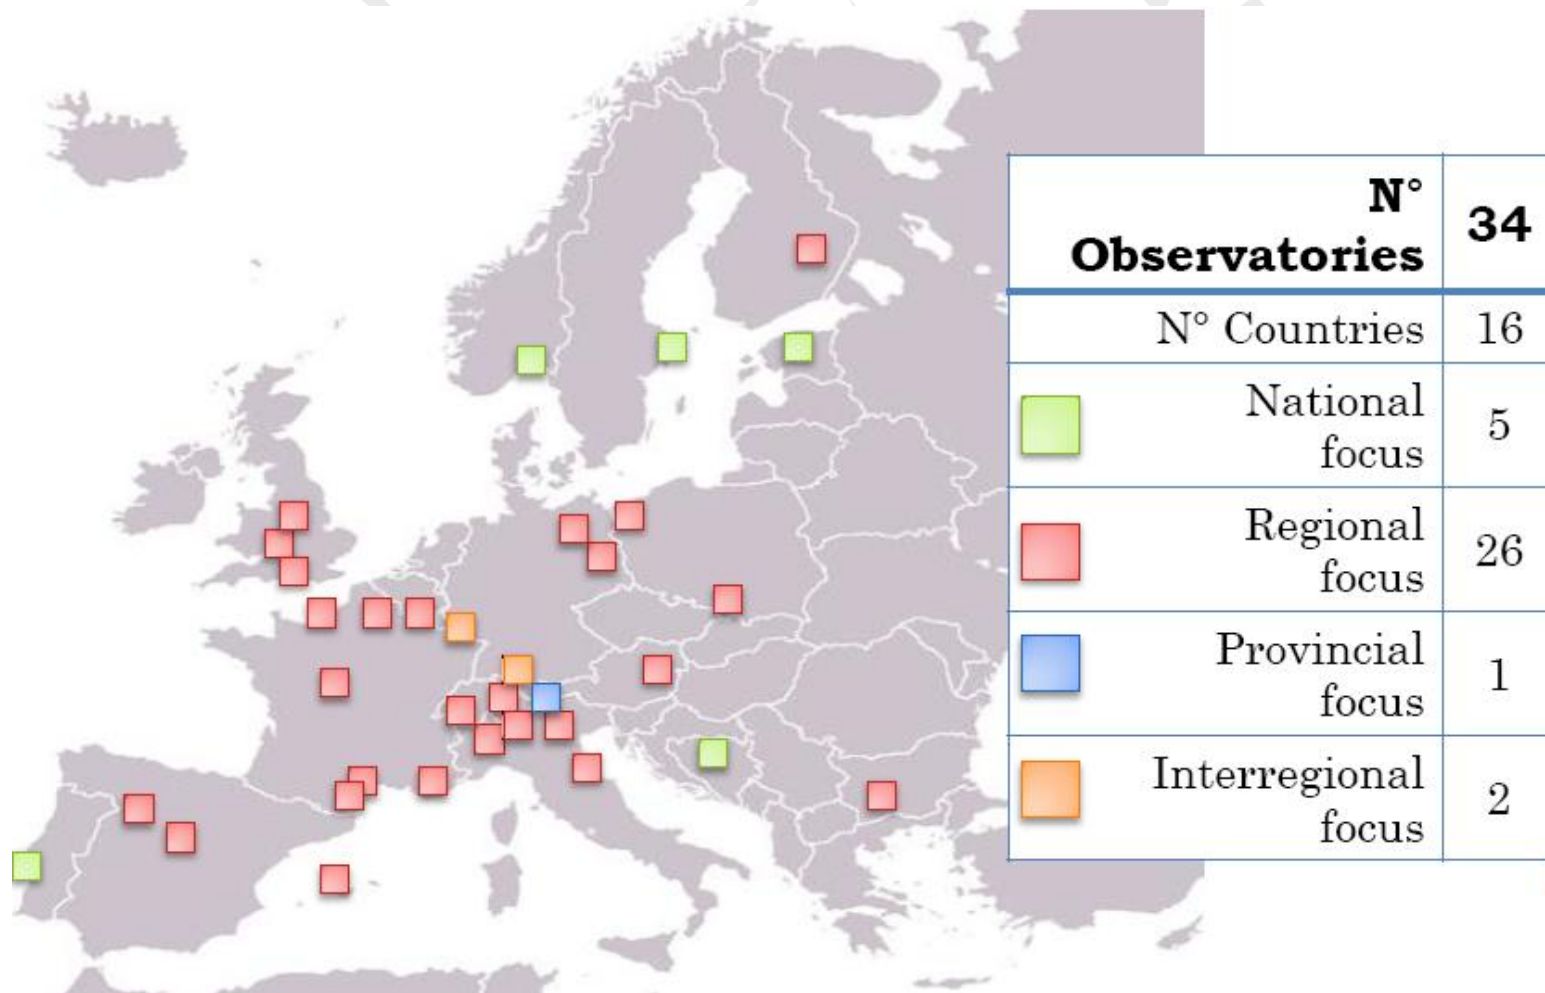 N° 34
Observatories
N° Countries 16
National
focus 5
Regional
focus 26
Provincial
focus 1
Interregional
focus 2